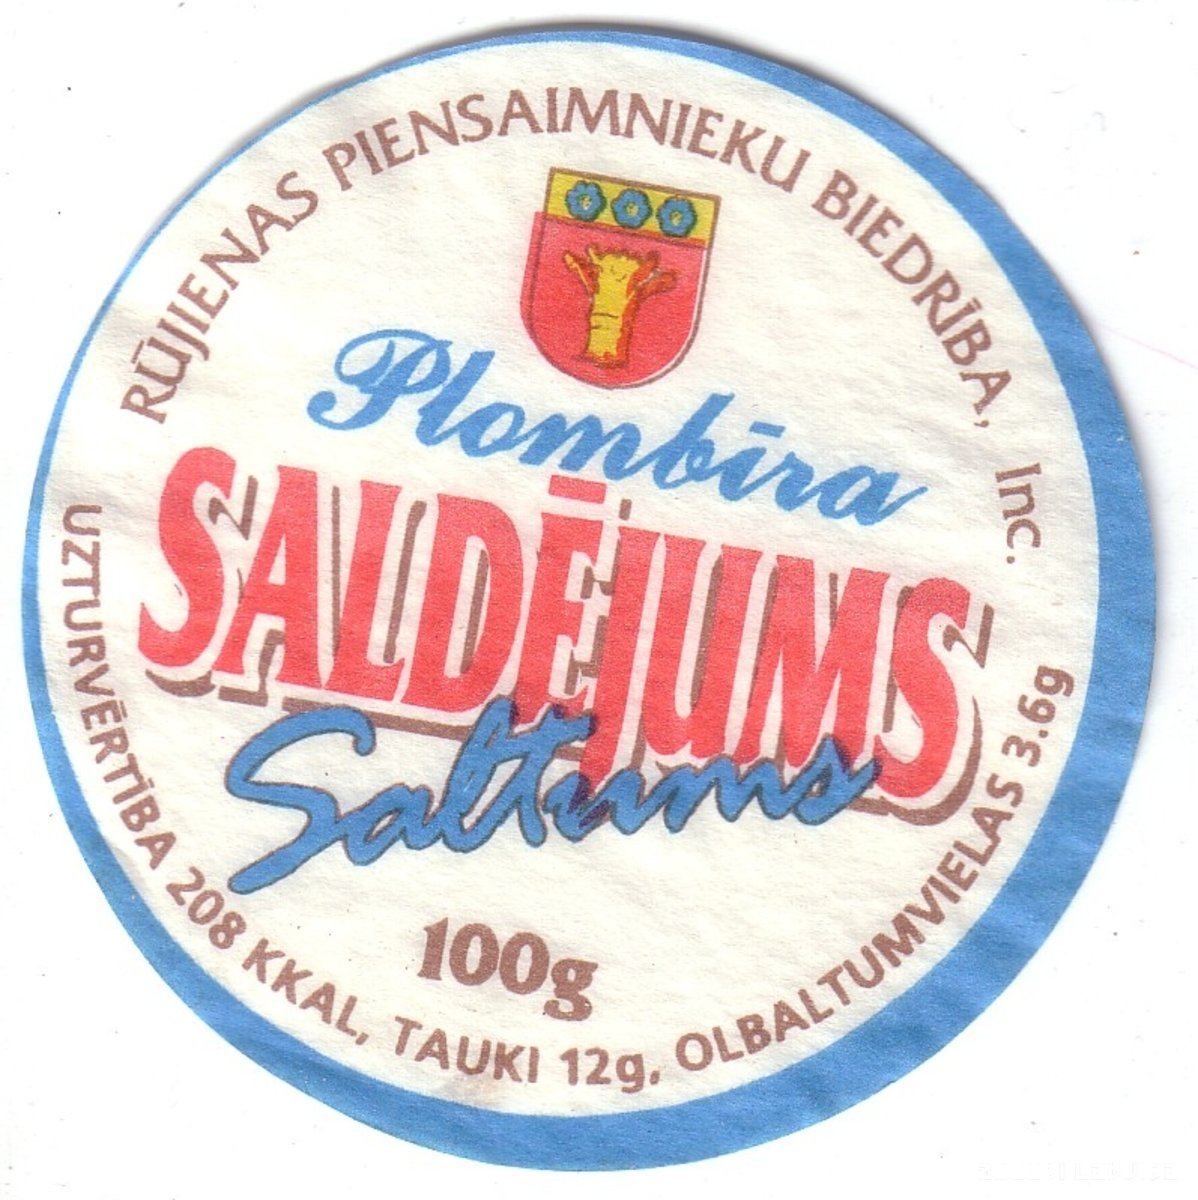 RŪJIENAS PIENSAIMNIEKU BIEDRĪBA, Inc.
Plombīra
SALDĒJUMS
Saltums
100g
UZTURVĒRTĪBA 208 KKAL, TAUKI 12g, OLBALTUMVIELAS 3.6g